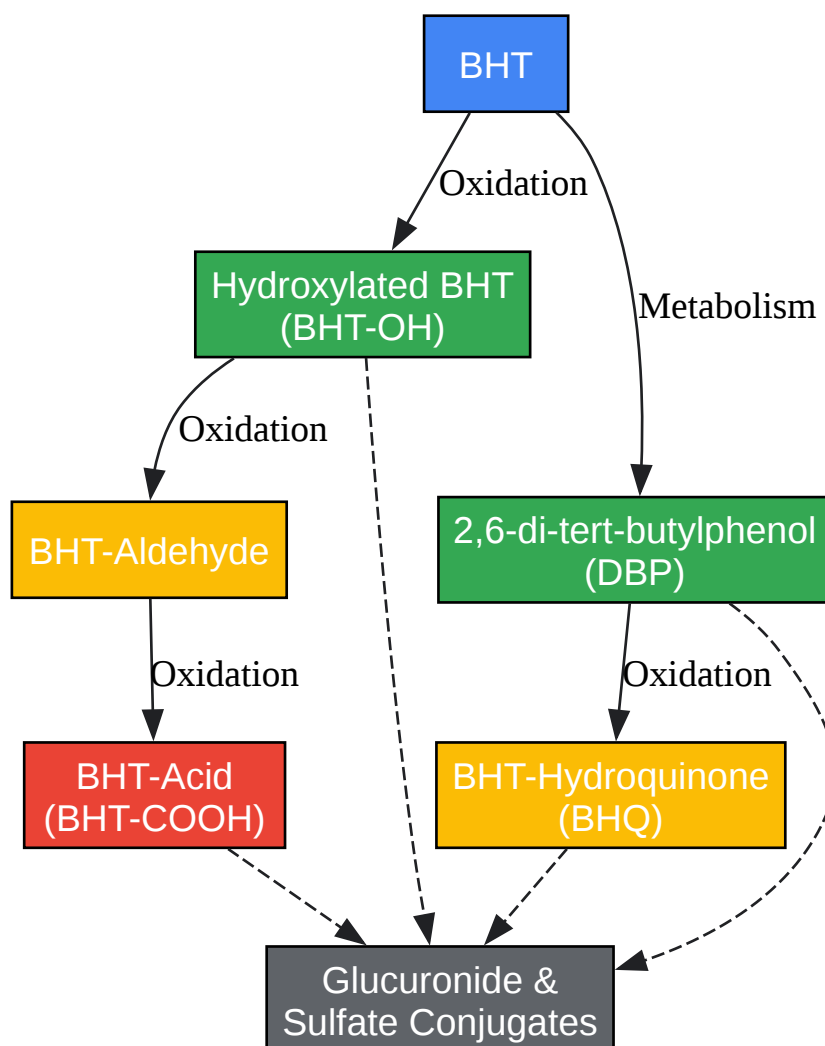 BHT
Oxidation
Metabolism
Hydroxylated BHT
(BHT-OH)
Oxidation
BHT-Aldehyde
2,6-di-tert-butylphenol
(DBP)
Oxidation
Oxidation
BHT-Acid
(BHT-COOH)
BHT-Hydroquinone
(BHQ)
Glucuronide &
Sulfate Conjugates